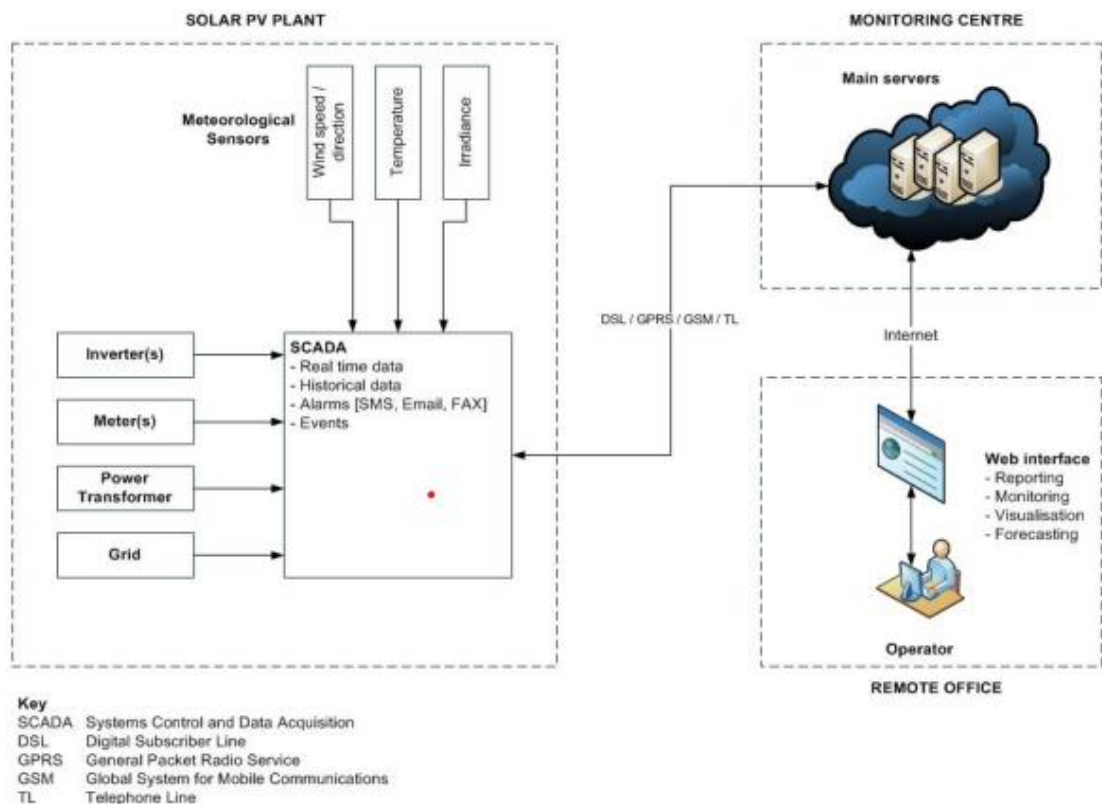 SOLAR PV PLANT
Meteorological
Sensors
Wind speed /
direction
Temperature
Irradiance
Inverter(s)
Meter(s)
Power
Transformer
Grid
SCADA
- Real time data
- Historical data
- Alarms [SMS, Email, FAX]
- Events
DSL / GPRS / GSM / TL
MONITORING CENTRE
Main servers
Internet
Web interface
- Reporting
- Monitoring
- Visualisation
- Forecasting
Operator
REMOTE OFFICE
Key
SCADA Systems Control and Data Acquisition
DSL Digital Subscriber Line
GPRS General Packet Radio Service
GSM Global System for Mobile Communications
TL Telephone Line